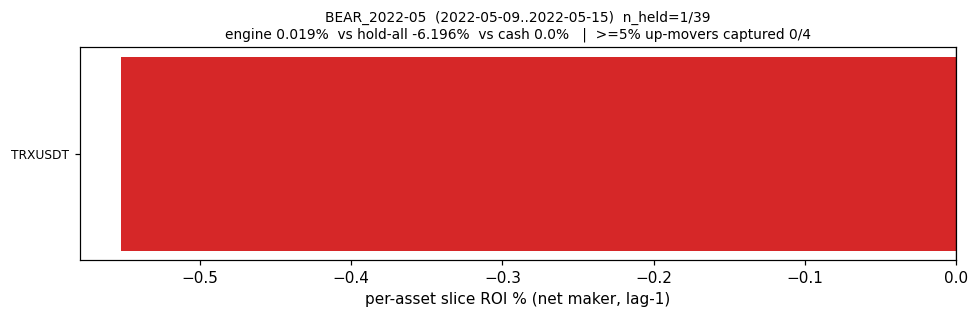 BEAR_2022-05  (2022-05-09..2022-05-15)  n_held=1/39
engine 0.019%  vs hold-all -6.196%  vs cash 0.0%   |  >=5% up-movers captured 0/4
TRXUSDT
−0.5 −0.4 −0.3 −0.2 −0.1 0.0
per-asset slice ROI % (net maker, lag-1)